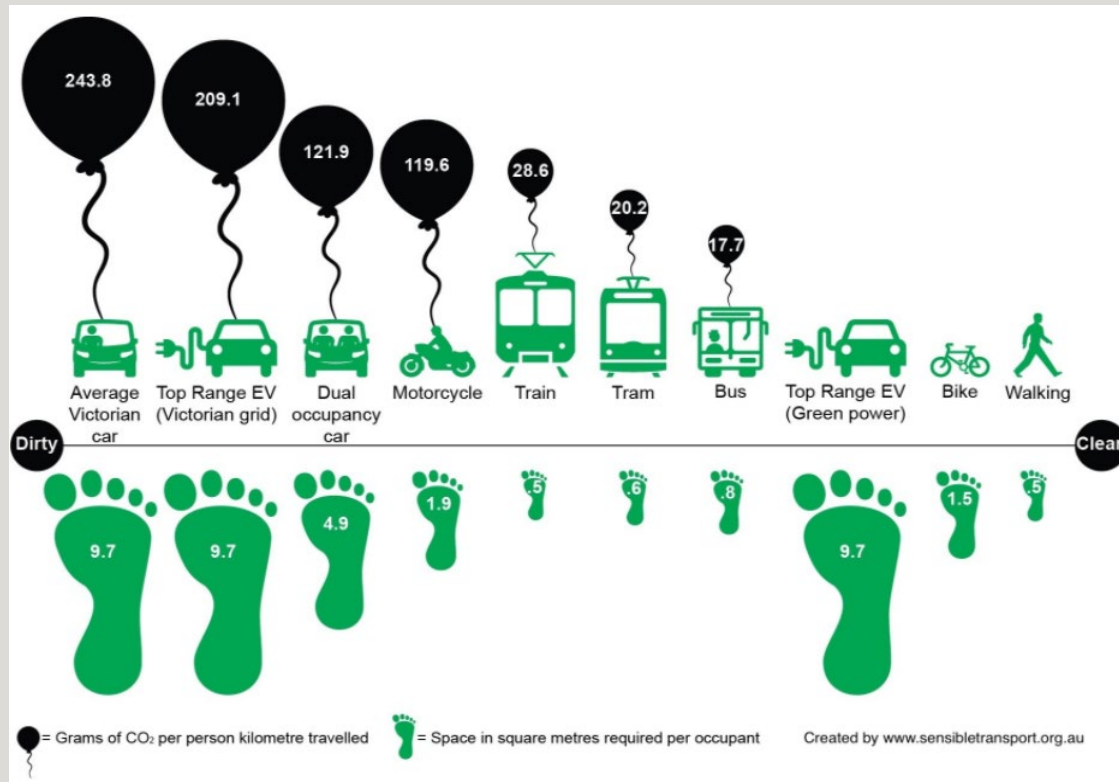 243.8
209.1
121.9
119.6
28.6
20.2
17.7
Average
Victorian
car
Top Range EV
(Victorian grid)
Dual
occupancy
car
Motorcycle
Train
Tram
Bus
Top Range EV
(Green power)
Bike
Walking
Dirty
Clean
9.7
9.7
4.9
1.9
.5
.6
.8
9.7
1.5
.5
= Grams of CO₂ per person kilometre travelled
= Space in square metres required per occupant
Created by www.sensibletransport.org.au